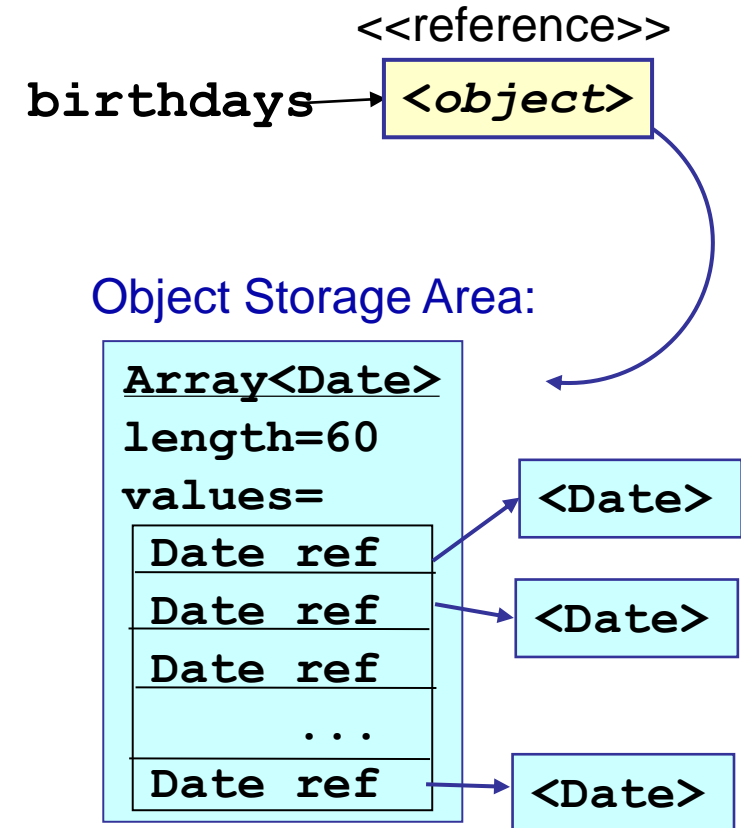 <<reference>>
birthdays <object>
Object Storage Area:
Array<Date>
length=60
values=
Date ref <Date>
Date ref <Date>
Date ref
...
Date ref <Date>